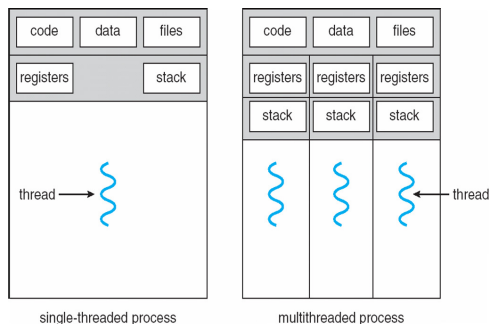 code data files
registers stack
thread
single-threaded process
code data files
registers registers registers
stack stack stack
thread
multithreaded process